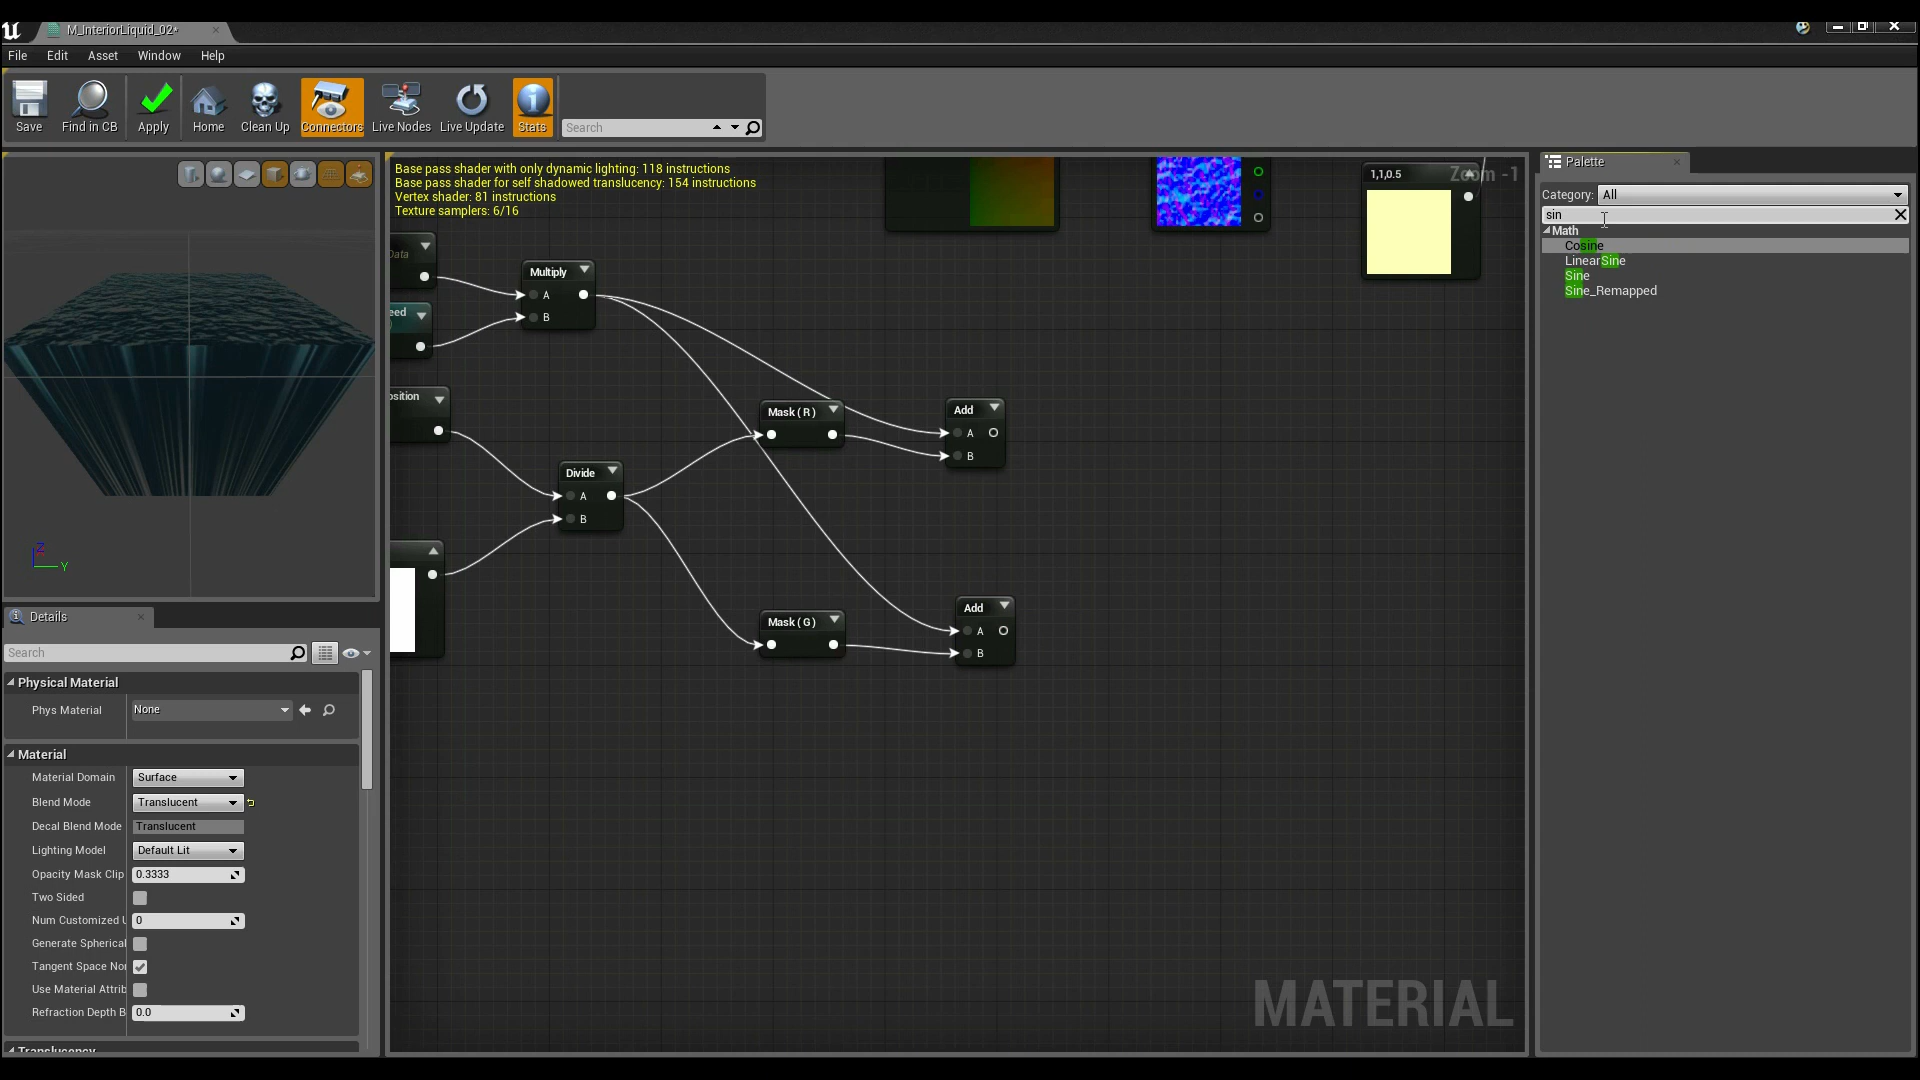 M_InteriorLiquid_02*
File Edit Asset Window Help
Save Find in CB Apply Home Clean Up Connectors Live Nodes Live Update Stats Search
Base pass shader with only dynamic lighting: 118 instructions
Base pass shader for self shadowed translucency: 154 instructions
Vertex shader: 81 instructions
Texture samplers: 6/16
1,1,0.5
Zoom -1
Data
Multiply
A
B
eed
osition
Mask ( R )
Add
A
B
Divide
A
B
Mask ( G )
Add
A
B
MATERIAL
Palette
Category: All
sin
Math
Cosine
LinearSine
Sine
Sine_Remapped
Z
Y
Details
Search
Physical Material
Phys Material None
Material
Material Domain Surface
Blend Mode Translucent
Decal Blend Mode Translucent
Lighting Model Default Lit
Opacity Mask Clip 0.3333
Two Sided
Num Customized U 0
Generate Spherical
Tangent Space Nor
Use Material Attrib
Refraction Depth B 0.0
Translucency